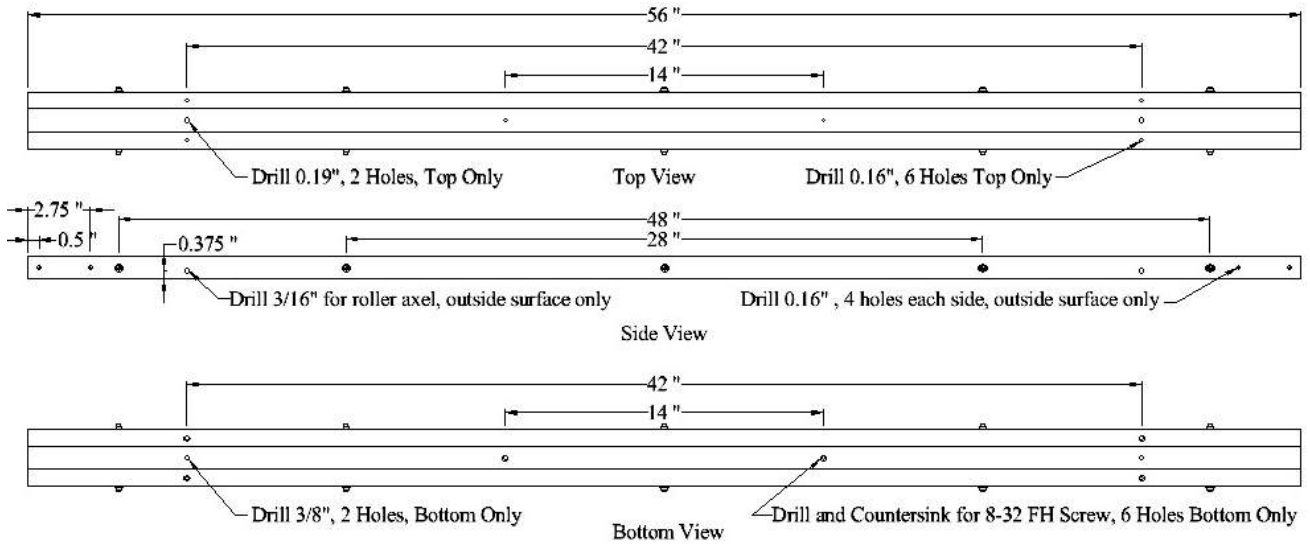 56 "
42 "
14 "
Drill 0.19", 2 Holes, Top Only
Top View
Drill 0.16", 6 Holes Top Only
2.75 "
48 "
0.5 "
0.375 "
28 "
Drill 3/16" for roller axel, outside surface only
Drill 0.16" , 4 holes each side, outside surface only
Side View
42 "
14 "
Drill 3/8", 2 Holes, Bottom Only
Bottom View
Drill and Countersink for 8-32 FH Screw, 6 Holes Bottom Only